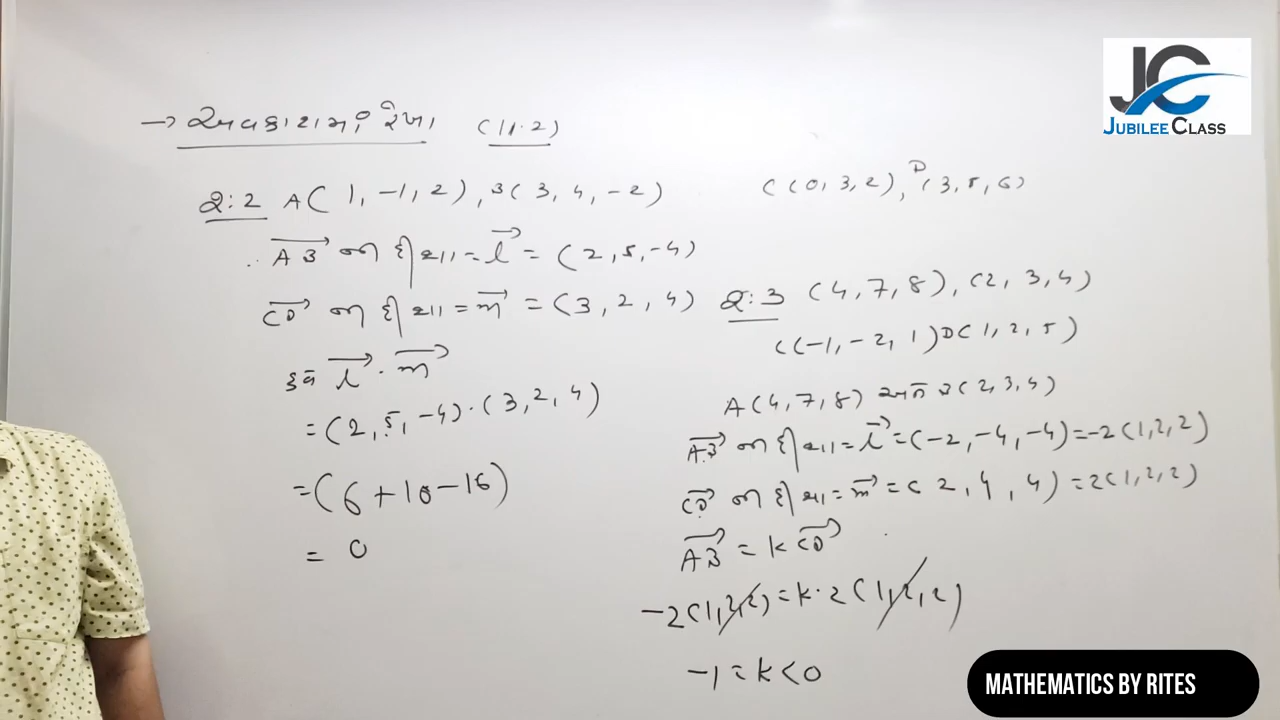 → અવકાશમાં રેખા (11.2)
Q:2 A(1, -1, 2), B(3, 4, -2) C(0, 3, 2), D(3, 5, 6)
∴ AB ની દિશા = l = (2, 5, -4)
CD ની દિશા = m = (3, 2, 4)
હવે l · m
= (2, 5, -4) · (3, 2, 4)
= (6 + 10 - 16)
= 0
Q:3 (4, 7, 8), (2, 3, 4)
C(-1, -2, 1) D(1, 2, 5)
A(4, 7, 8) અને B(2, 3, 4)
AB ની દિશા = l = (-2, -4, -4) = -2(1, 2, 2)
CD ની દિશા = m = (2, 4, 4) = 2(1, 2, 2)
AB = k CD
-2(1, 2, 2) = k · 2(1, 2, 2)
-1 = k < 0
JC
JUBILEE CLASS
MATHEMATICS BY RITES